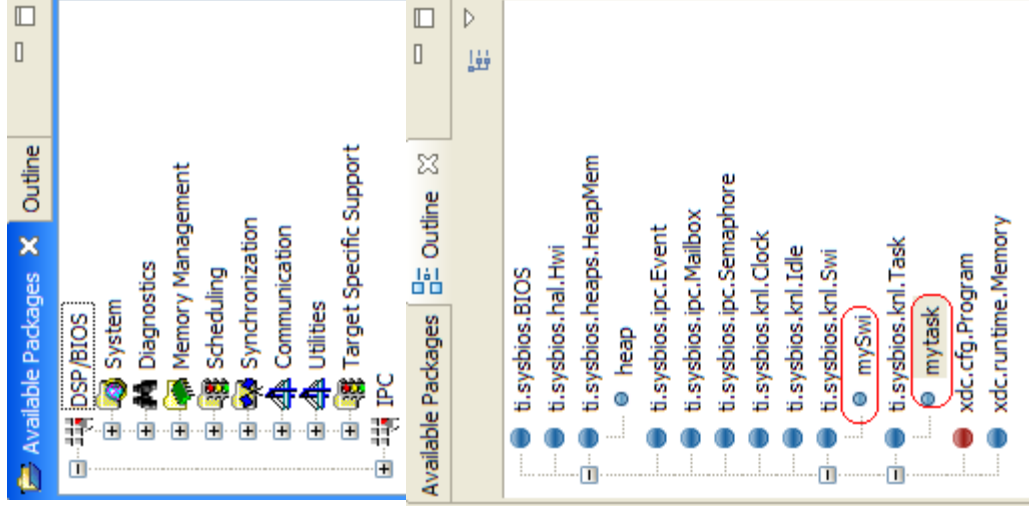 Available Packages
Outline
DSP/BIOS
System
Diagnostics
Memory Management
Scheduling
Synchronization
Communication
Utilities
Target Specific Support
IPC
Available Packages
Outline
ti.sysbios.BIOS
ti.sysbios.hal.Hwi
ti.sysbios.heaps.HeapMem
heap
ti.sysbios.ipc.Event
ti.sysbios.ipc.Mailbox
ti.sysbios.ipc.Semaphore
ti.sysbios.knl.Clock
ti.sysbios.knl.Idle
ti.sysbios.knl.Swi
mySwi
ti.sysbios.knl.Task
mytask
xdc.cfg.Program
xdc.runtime.Memory